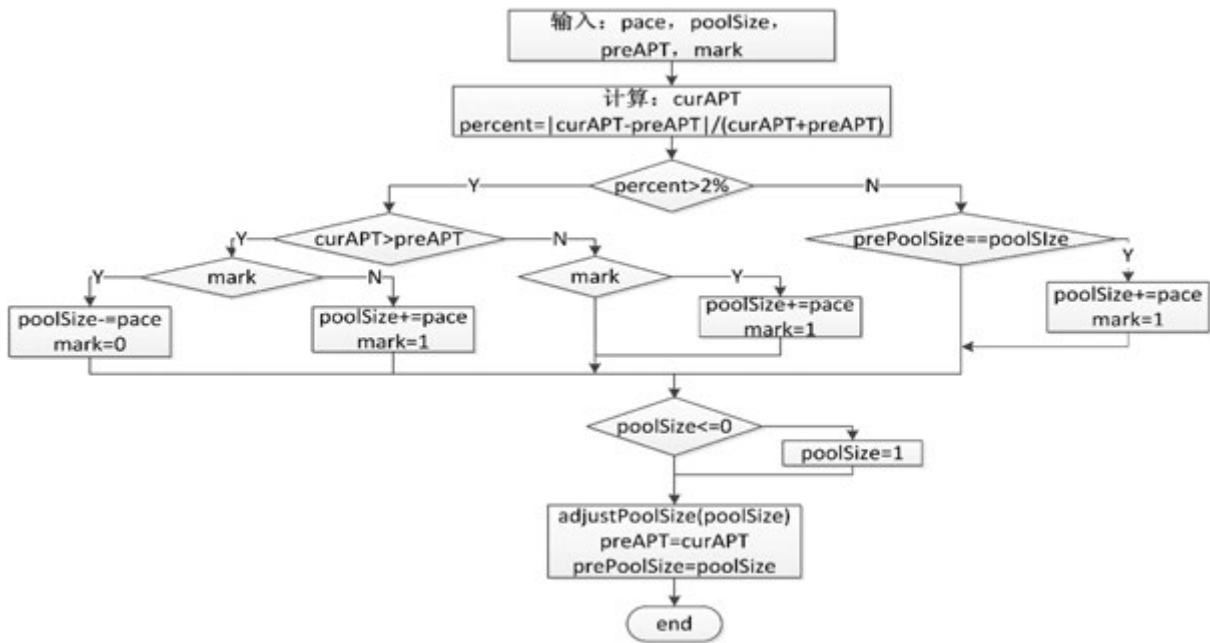 输入：pace，poolSize，
preAPT，mark
计算：curAPT
percent=|curAPT-preAPT|/(curAPT+preAPT)
Y
percent>2%
N
Y
curAPT>preAPT
N
prePoolSize==poolSIze
Y
mark
N
mark
Y
Y
poolSize-=pace
mark=0
poolSize+=pace
mark=1
poolSize+=pace
mark=1
poolSize+=pace
mark=1
poolSize<=0
poolSize=1
adjustPoolSize(poolSize)
preAPT=curAPT
prePoolSize=poolSize
end